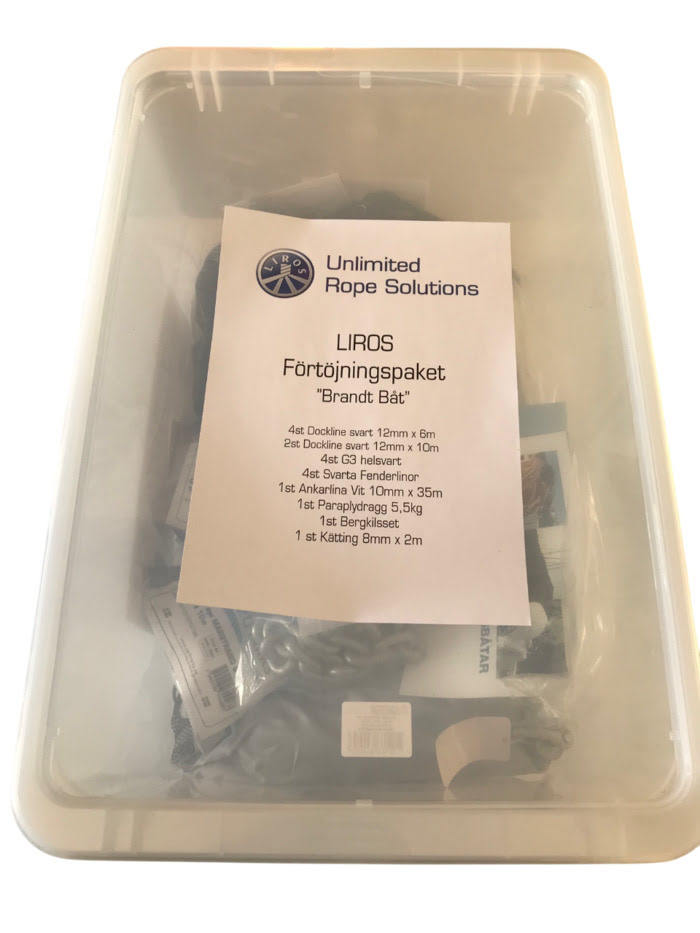 LIROS
Unlimited
Rope Solutions
LIROS
Förtöjningspaket
"Brandt Båt"
4st Dockline svart 12mm x 6m
2st Dockline svart 12mm x 10m
4st G3 helsvart
4st Svarta Fenderlinor
1st Ankarlina Vit 10mm x 35m
1st Paraplydragg 5,5kg
1st Bergkilsset
1 st Kätting 8mm x 2m